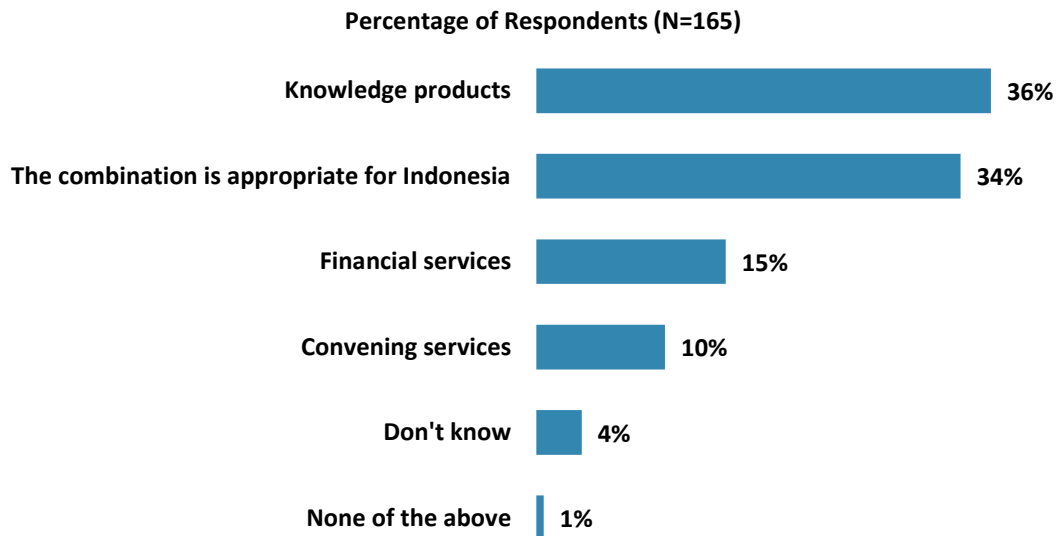 Percentage of Respondents (N=165)
Knowledge products 36%
The combination is appropriate for Indonesia 34%
Financial services 15%
Convening services 10%
Don't know 4%
None of the above 1%